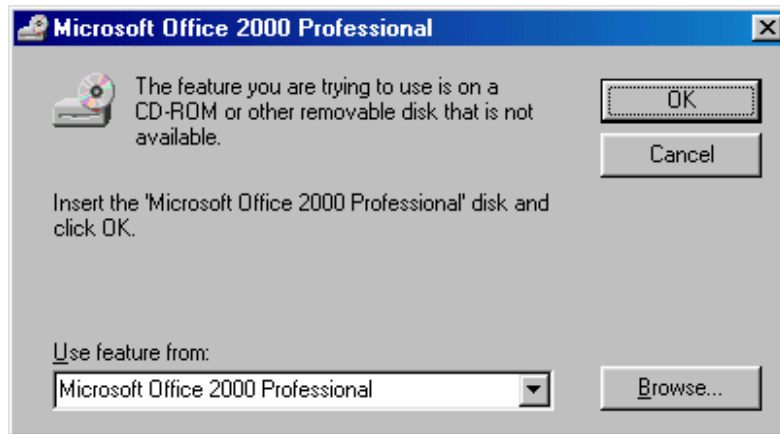 Microsoft Office 2000 Professional
The feature you are trying to use is on a
CD-ROM or other removable disk that is not
available.
OK
Cancel
Insert the 'Microsoft Office 2000 Professional' disk and
click OK.
Use feature from:
Microsoft Office 2000 Professional
Browse...